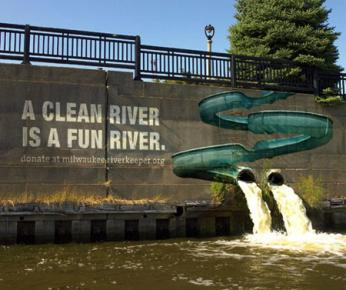 A CLEAN RIVER
IS A FUN RIVER.
donate at milwaukeeriverkeeper.org